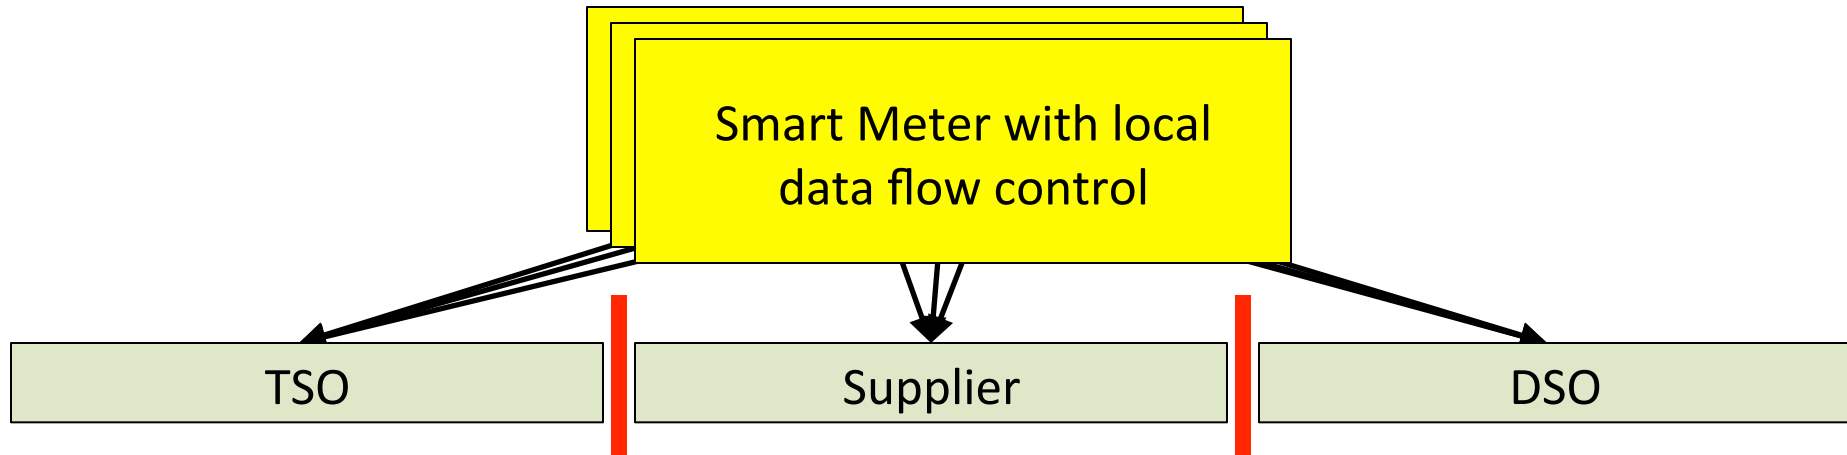 Smart Meter with local
data flow control
TSO
Supplier
DSO